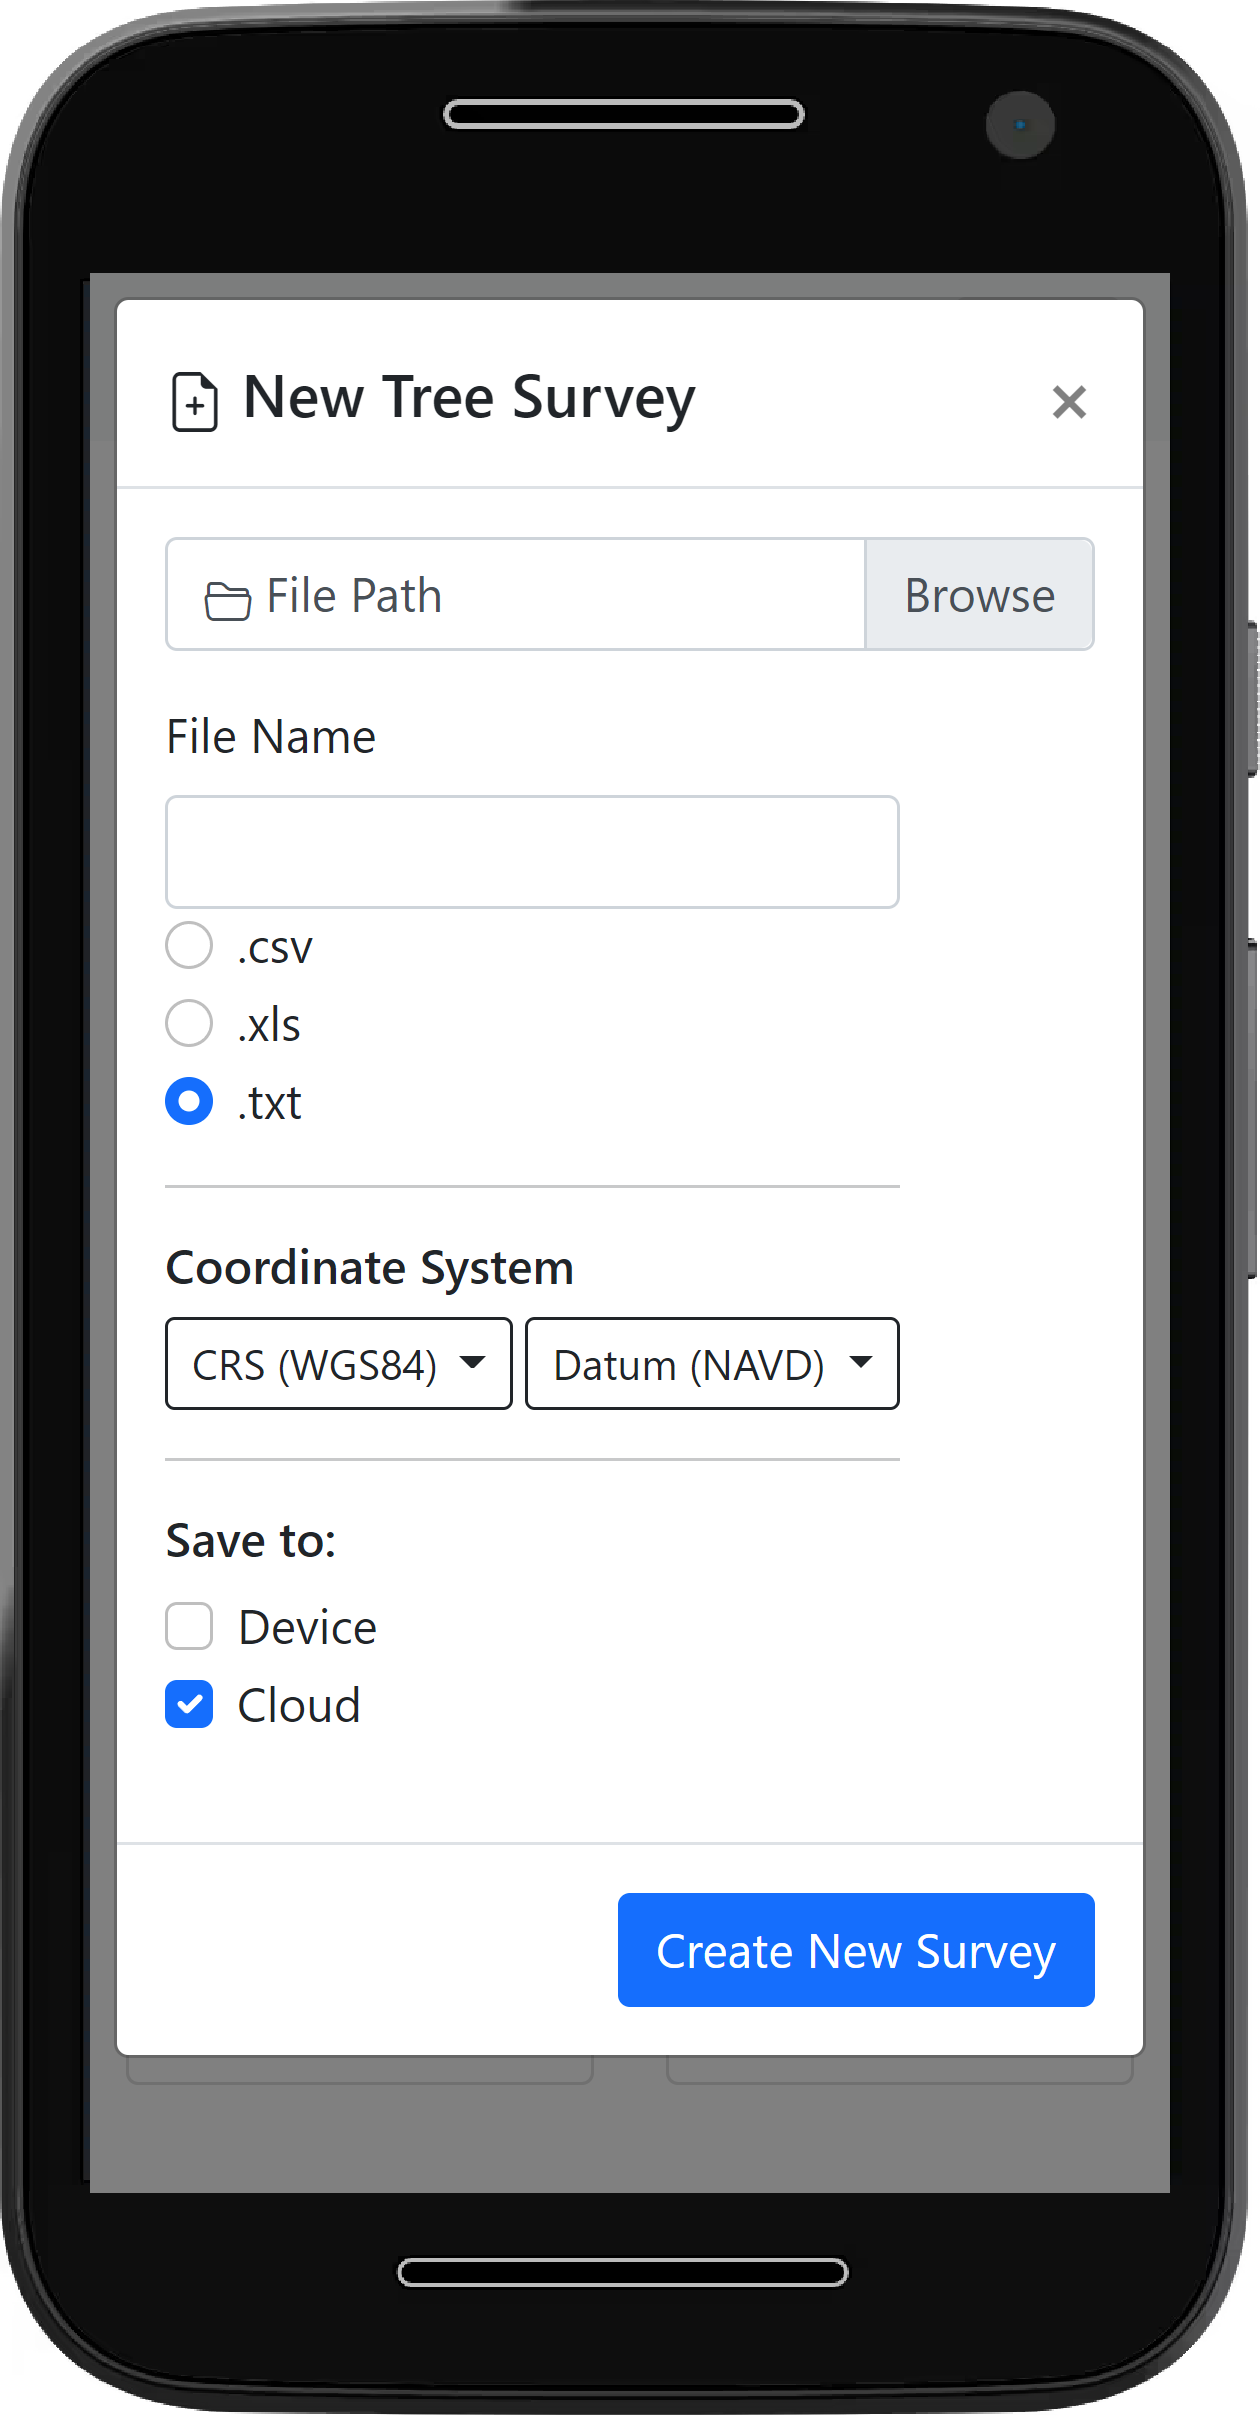 New Tree Survey
File Path Browse
File Name
.csv
.xls
.txt
Coordinate System
CRS (WGS84) Datum (NAVD)
Save to:
Device
Cloud
Create New Survey